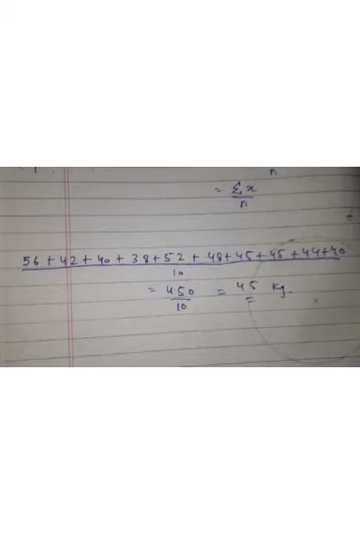 n
= Σx
n
56 + 42 + 40 + 38 + 52 + 48 + 45 + 45 + 44 + 40
10
= 450 = 45 Kg.
10